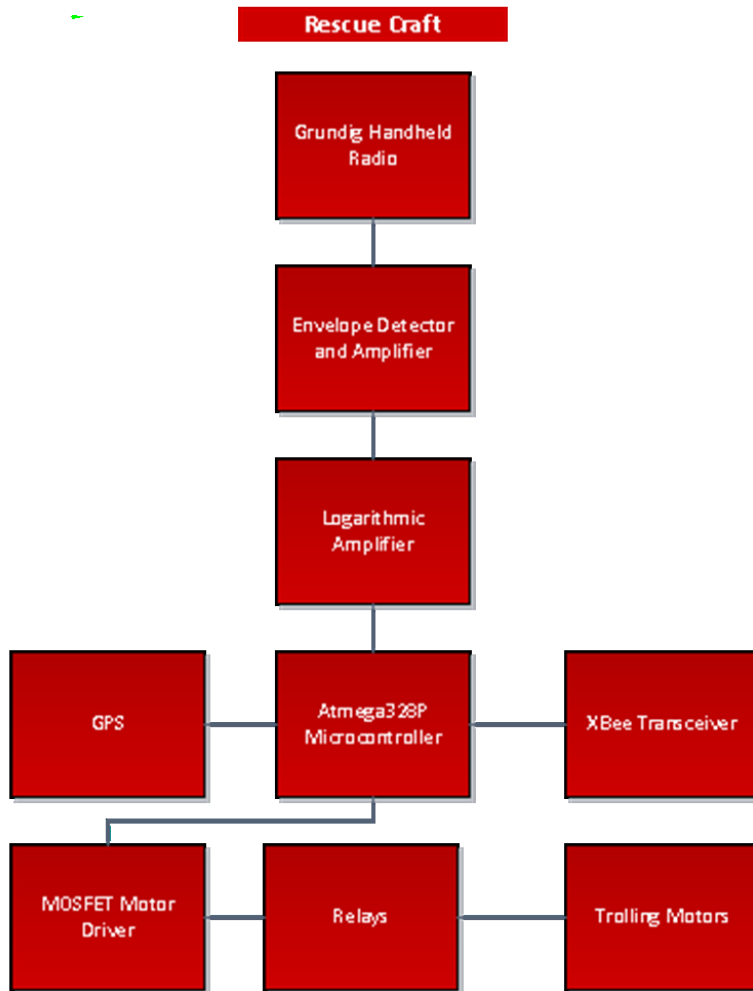 Rescue Craft
Grundig Handheld
Radio
Envelope Detector
and Amplifier
Logarithmic
Amplifier
GPS
Atmega328P
Microcontroller
XBee Transceiver
MOSFET Motor
Driver
Relays
Trolling Motors